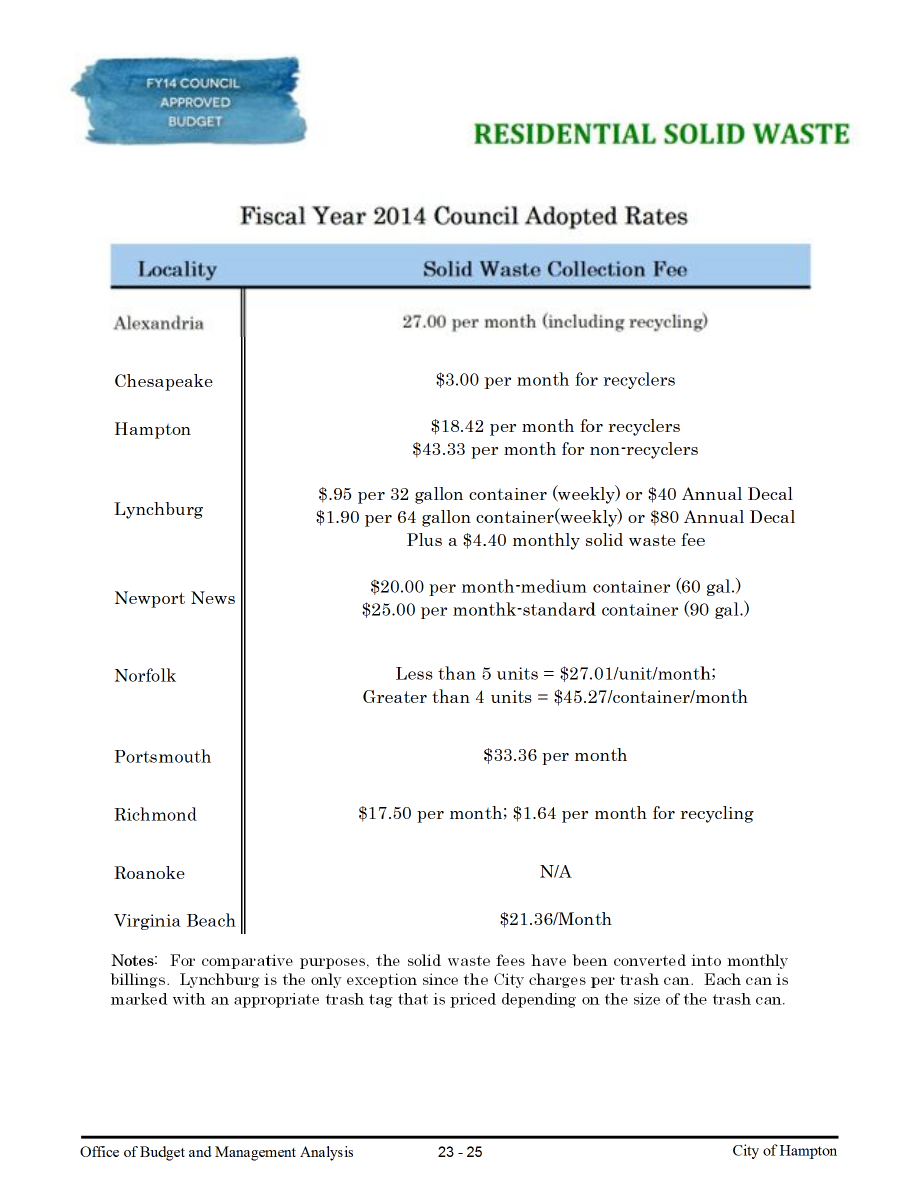 FY14 COUNCIL
APPROVED
BUDGET
RESIDENTIAL SOLID WASTE
Fiscal Year 2014 Council Adopted Rates
Locality Solid Waste Collection Fee
Alexandria 27.00 per month (including recycling)
Chesapeake $3.00 per month for recyclers
Hampton $18.42 per month for recyclers
$43.33 per month for non-recyclers
$.95 per 32 gallon container (weekly) or $40 Annual Decal
Lynchburg $1.90 per 64 gallon container(weekly) or $80 Annual Decal
Plus a $4.40 monthly solid waste fee
Newport News $20.00 per month-medium container (60 gal.)
$25.00 per monthk-standard container (90 gal.)
Norfolk Less than 5 units = $27.01/unit/month;
Greater than 4 units = $45.27/container/month
Portsmouth $33.36 per month
Richmond $17.50 per month; $1.64 per month for recycling
Roanoke N/A
Virginia Beach $21.36/Month
Notes: For comparative purposes, the solid waste fees have been converted into monthly
billings. Lynchburg is the only exception since the City charges per trash can. Each can is
marked with an appropriate trash tag that is priced depending on the size of the trash can.
Office of Budget and Management Analysis 23 - 25 City of Hampton